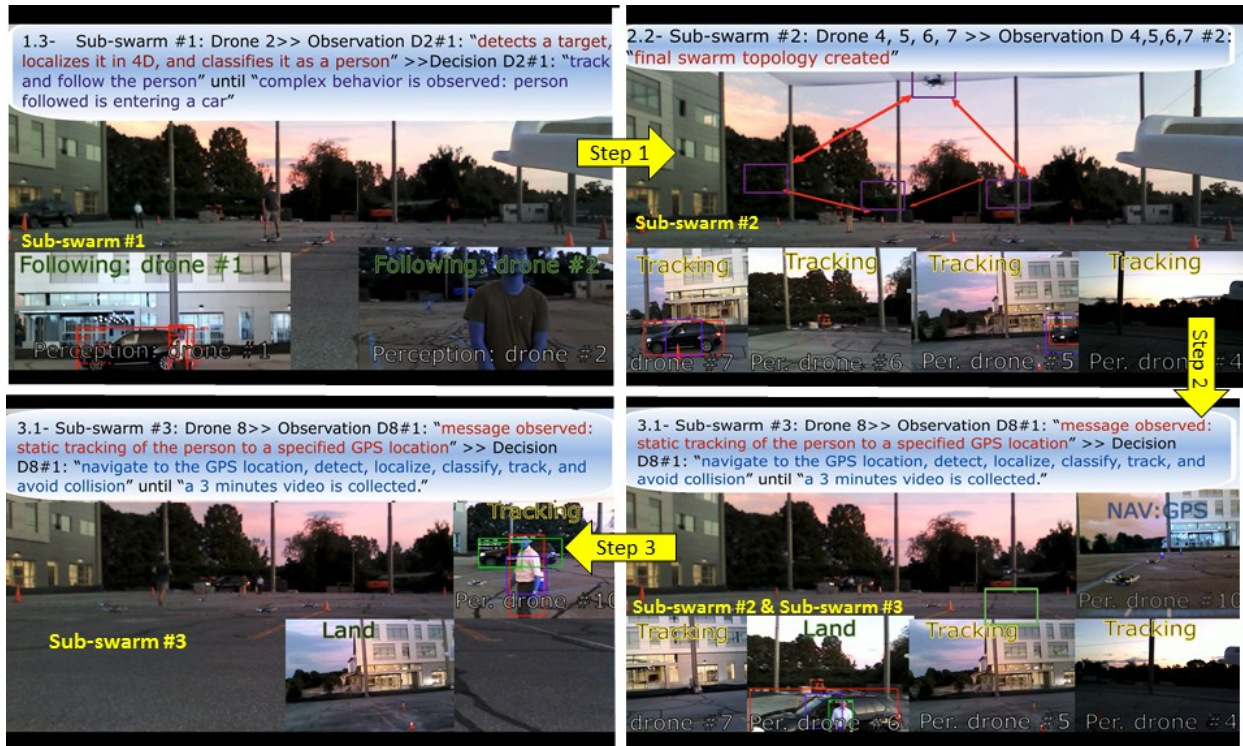 1.3- Sub-swarm #1: Drone 2>> Observation D2#1: “detects a target,
localizes it in 4D, and classifies it as a person” >>Decision D2#1: “track
and follow the person” until “complex behavior is observed: person
followed is entering a car”
Sub-swarm #1
Following: drone #1
Following: drone #2
Perception: drone #1
Perception: drone #2
Step 1
2.2- Sub-swarm #2: Drone 4, 5, 6, 7 >> Observation D 4,5,6,7 #2:
“final swarm topology created”
Sub-swarm #2
Tracking
Tracking
Tracking
Tracking
drone #7
Per. drone #6
Per. drone #5
Per. drone #4
Step 2
3.1- Sub-swarm #3: Drone 8>> Observation D8#1: “message observed:
static tracking of the person to a specified GPS location” >> Decision
D8#1: “navigate to the GPS location, detect, localize, classify, track, and
avoid collision” until “a 3 minutes video is collected.”
NAV:GPS
Per. drone #10
Sub-swarm #2 & Sub-swarm #3
Tracking
Land
Tracking
Tracking
drone #7
Per. drone #6
Per. drone #5
Per. drone #4
Step 3
3.1- Sub-swarm #3: Drone 8>> Observation D8#1: “message observed:
static tracking of the person to a specified GPS location” >> Decision
D8#1: “navigate to the GPS location, detect, localize, classify, track, and
avoid collision” until “a 3 minutes video is collected.”
Tracking
Per. drone #10
Sub-swarm #3
Land